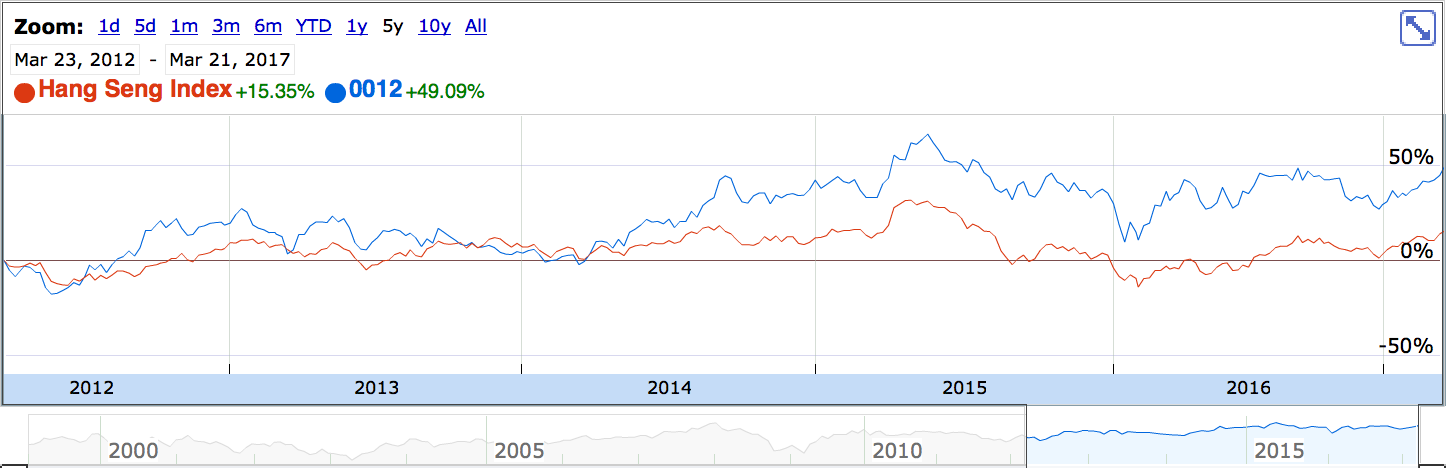 Zoom: 1d 5d 1m 3m 6m YTD 1y 5y 10y All
Mar 23, 2012 - Mar 21, 2017
Hang Seng Index +15.35% 0012 +49.09%
50%
0%
-50%
2012 2013 2014 2015 2016
2000 2005 2010 2015